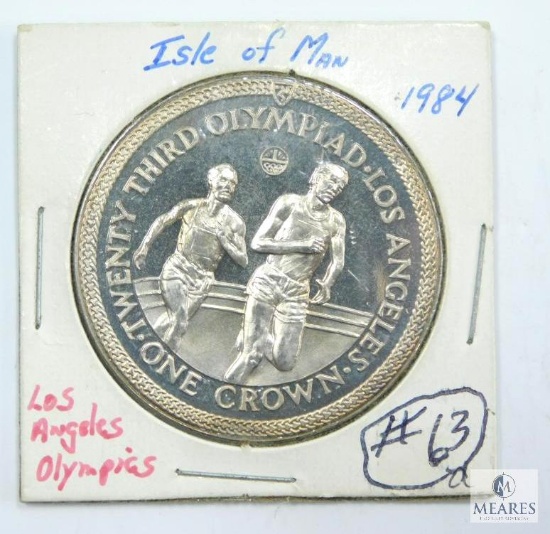 Isle of Man
1984
TWENTY THIRD OLYMPIAD · LOS ANGELES ·
ONE CROWN
Los
Angeles
Olympics
#63
MEARES